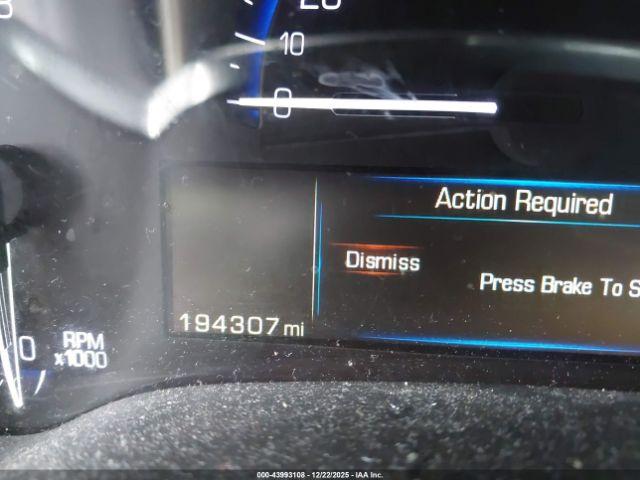 20
10
0
Action Required
Dismiss
Press Brake To S
194307 mi
0
RPM
x1000
000-43993108 - 12/22/2025 - IAA Inc.